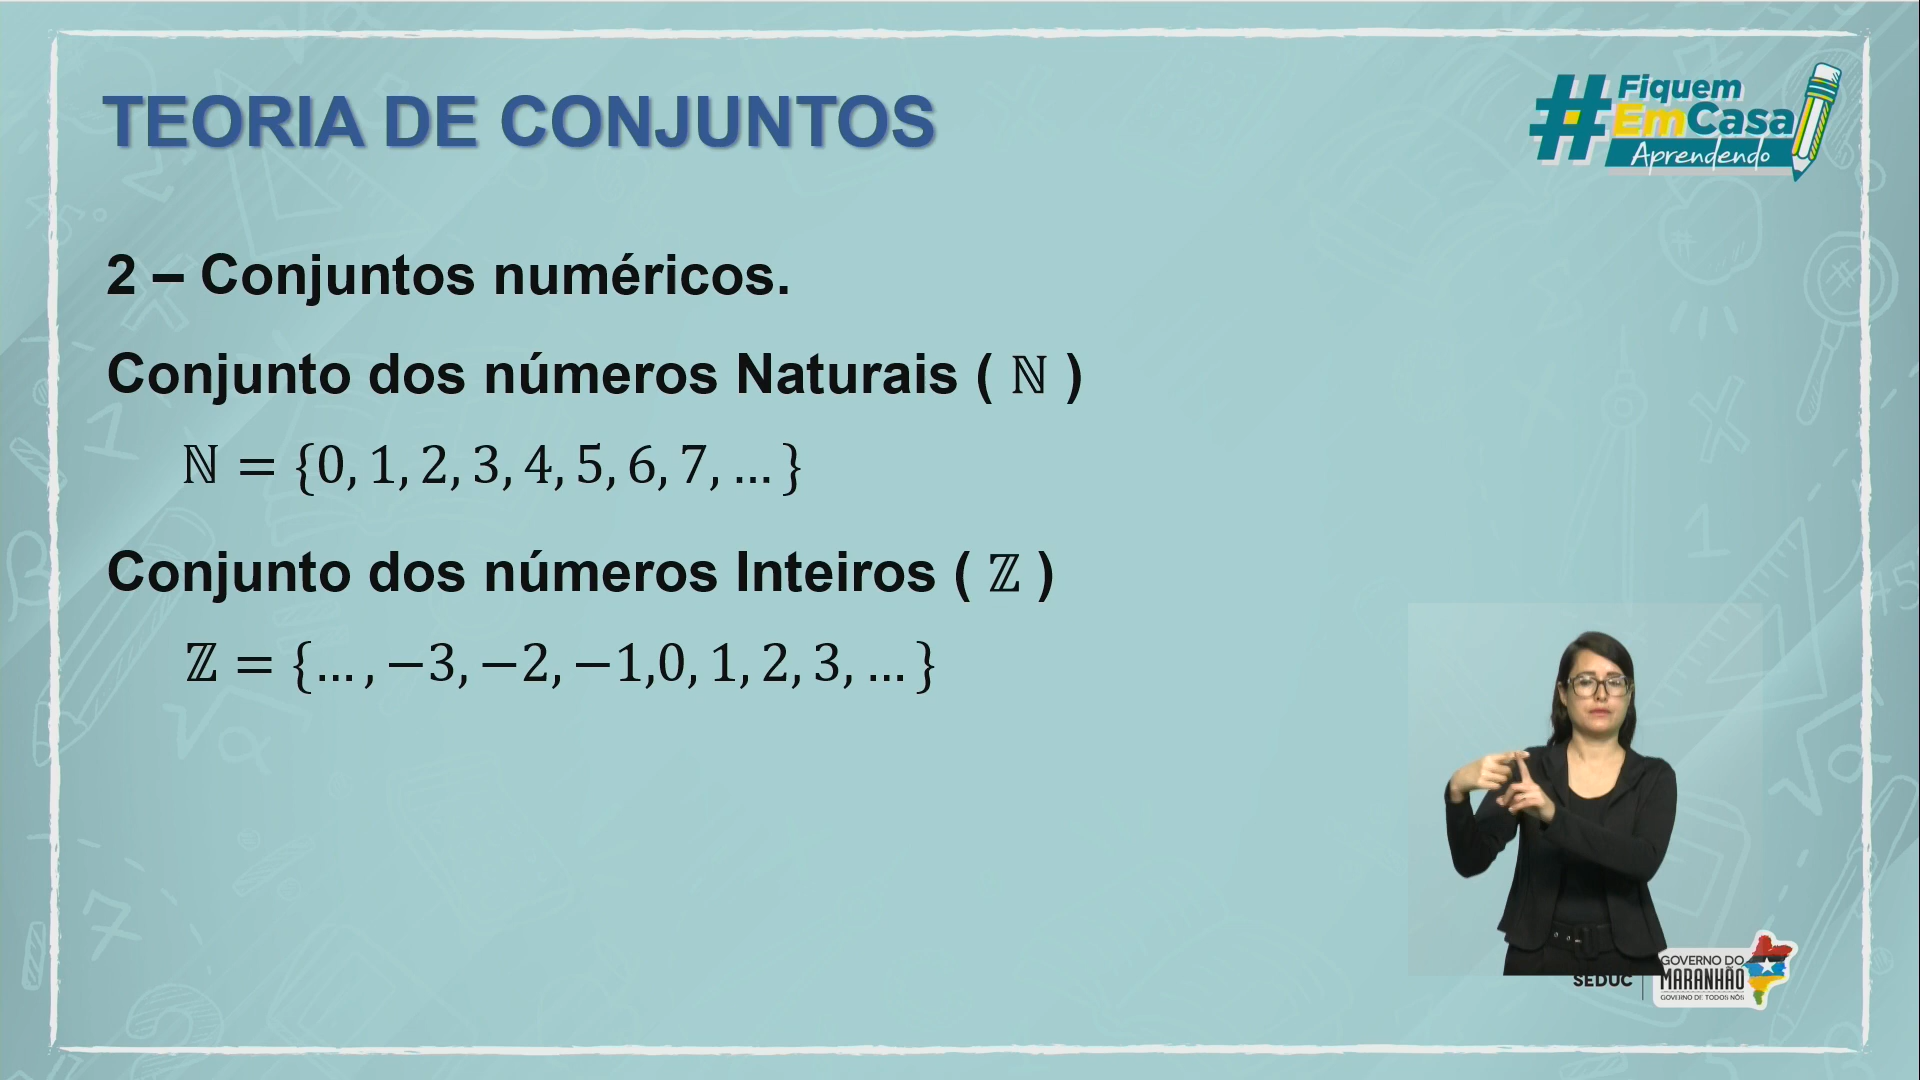 TEORIA DE CONJUNTOS
#Fiquem
EmCasa
Aprendendo
2 – Conjuntos numéricos.
Conjunto dos números Naturais ( ℕ )
ℕ = {0, 1, 2, 3, 4, 5, 6, 7, … }
Conjunto dos números Inteiros ( ℤ )
ℤ = {… , −3, −2, −1,0, 1, 2, 3, … }
SEDUC
GOVERNO DO
MARANHÃO
GOVERNO DE TODOS NÓS